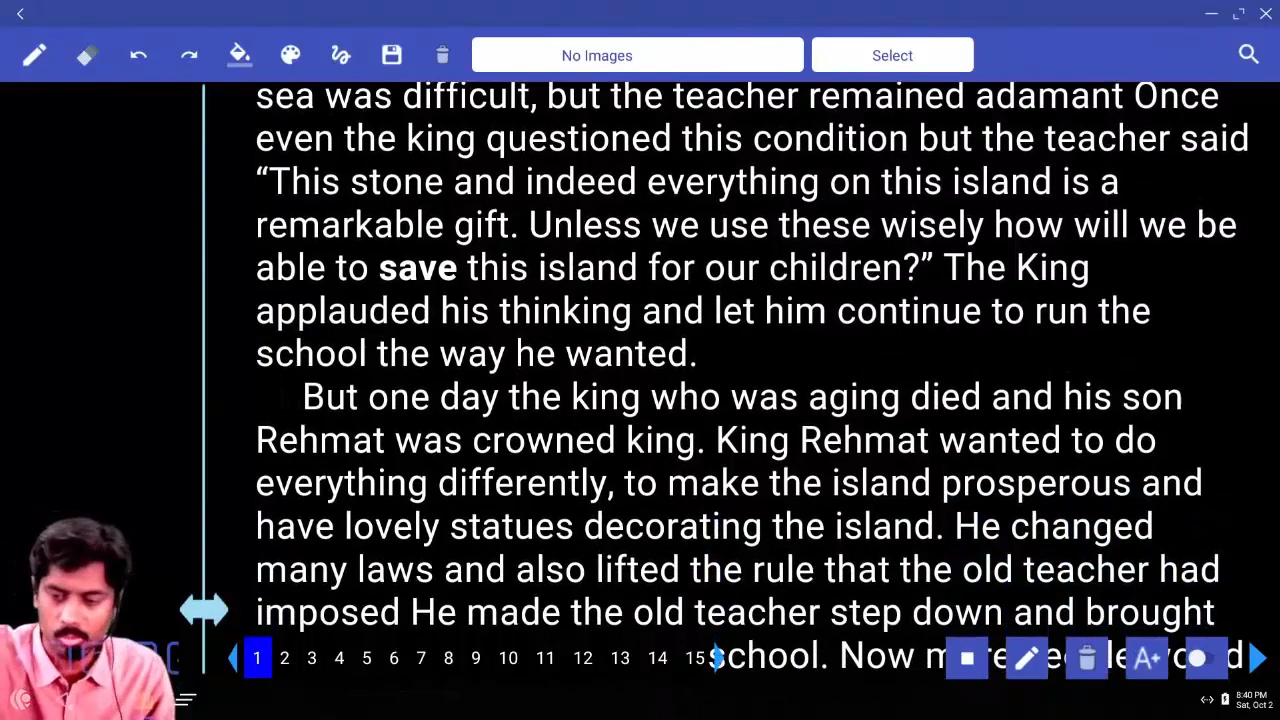 No Images
Select
sea was difficult, but the teacher remained adamant Once
even the king questioned this condition but the teacher said
“This stone and indeed everything on this island is a
remarkable gift. Unless we use these wisely how will we be
able to save this island for our children?” The King
applauded his thinking and let him continue to run the
school the way he wanted.
But one day the king who was aging died and his son
Rehmat was crowned king. King Rehmat wanted to do
everything differently, to make the island prosperous and
have lovely statues decorating the island. He changed
many laws and also lifted the rule that the old teacher had
imposed He made the old teacher step down and brought
school. Now
1 2 3 4 5 6 7 8 9 10 11 12 13 14 15
A+
8:40 PM
Sat, Oct 2